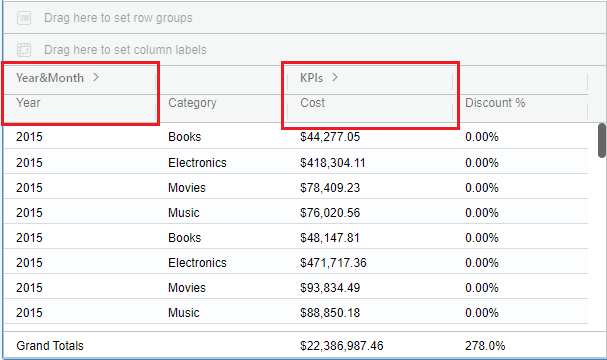 Drag here to set row groups
Drag here to set column labels
Year&Month > KPIs >
Year Category Cost Discount %
2015 Books $44,277.05 0.00%
2015 Electronics $418,304.11 0.00%
2015 Movies $78,409.23 0.00%
2015 Music $76,020.56 0.00%
2015 Books $48,147.81 0.00%
2015 Electronics $471,717.36 0.00%
2015 Movies $93,834.49 0.00%
2015 Music $88,850.18 0.00%
Grand Totals $22,386,987.46 278.0%